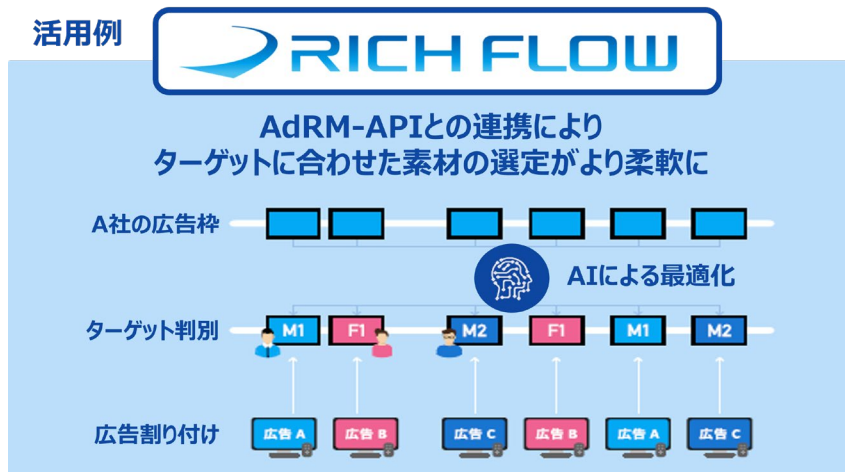 活用例
RICH FLOW
AdRM-APIとの連携により
ターゲットに合わせた素材の選定がより柔軟に
A社の広告枠
AIによる最適化
ターゲット判別 M1 F1 M2 F1 M1 M2
広告割り付け 広告 A 広告 B 広告 C 広告 B 広告 A 広告 C